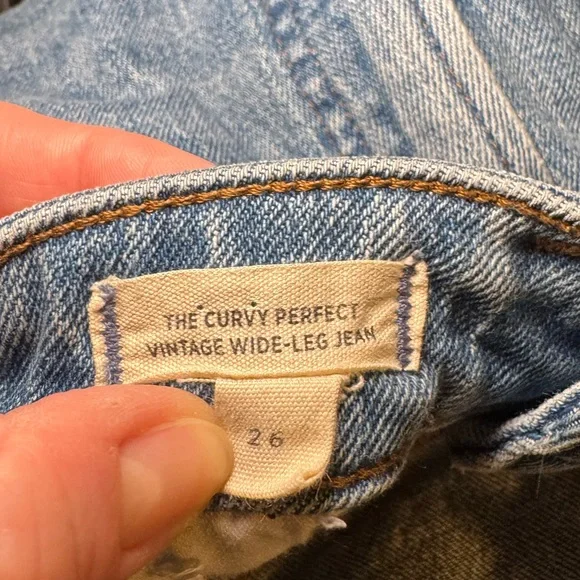 THE CURVY PERFECT
VINTAGE WIDE-LEG JEAN
26